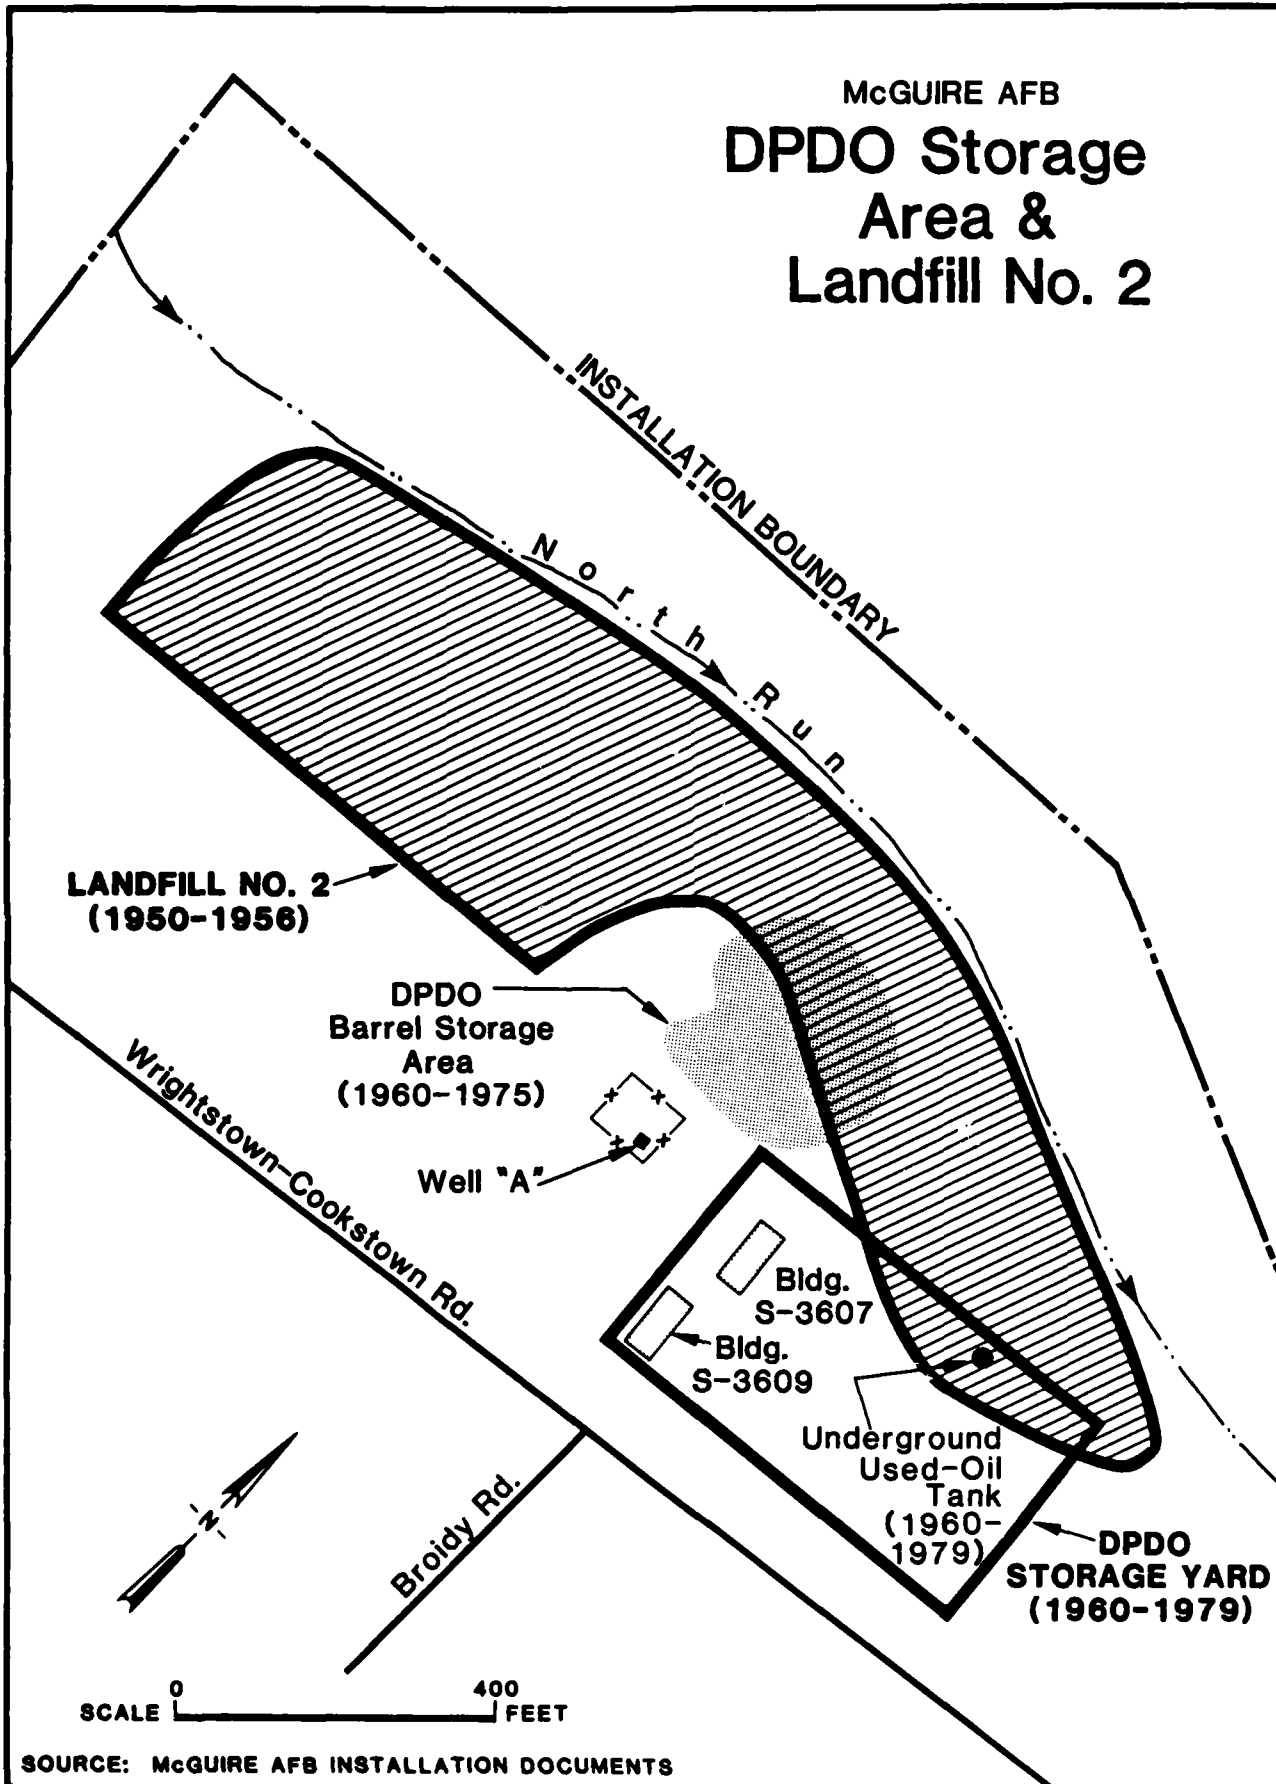 McGUIRE AFB
DPDO Storage
Area &
Landfill No. 2
INSTALLATION BOUNDARY
North Run
LANDFILL NO. 2
(1950-1956)
DPDO
Barrel Storage
Area
(1960-1975)
Well "A"
Wrightstown-Cookstown Rd.
Bldg.
S-3607
Bldg.
S-3609
Underground
Used-Oil
Tank
(1960-
1979)
DPDO
STORAGE YARD
(1960-1979)
Broidy Rd.
N
0 400
SCALE FEET
SOURCE: McGUIRE AFB INSTALLATION DOCUMENTS